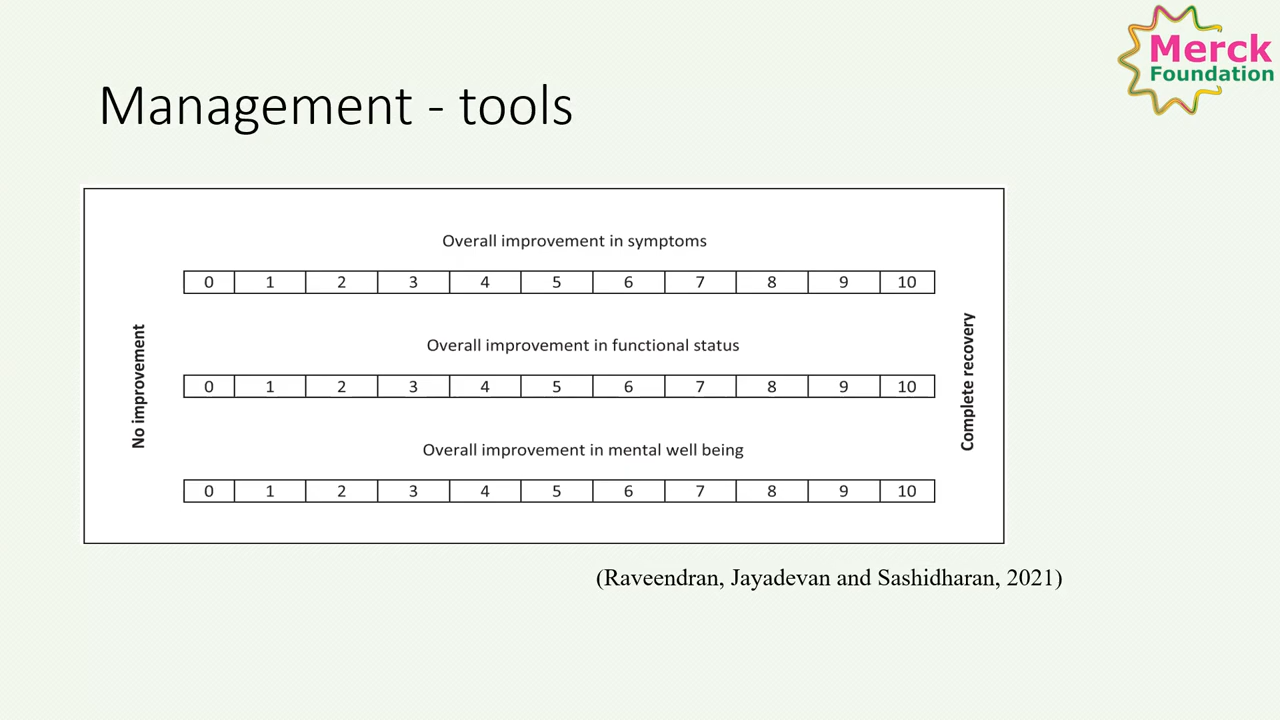 Merck
Foundation
Management - tools
Overall improvement in symptoms
0 1 2 3 4 5 6 7 8 9 10
No improvement
Overall improvement in functional status
0 1 2 3 4 5 6 7 8 9 10
Complete recovery
Overall improvement in mental well being
0 1 2 3 4 5 6 7 8 9 10
(Raveendran, Jayadevan and Sashidharan, 2021)